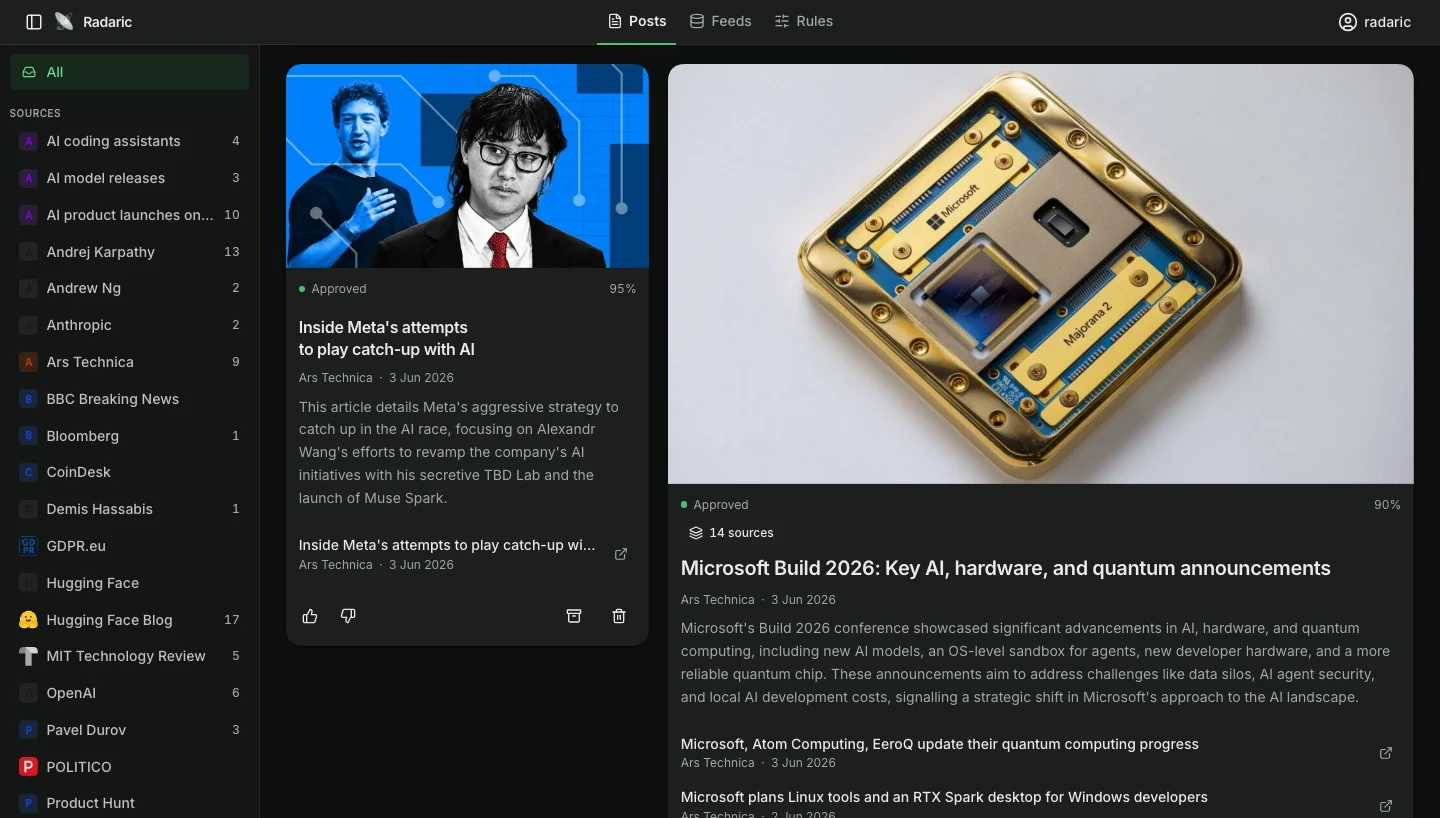 Radaric
Posts
Feeds
Rules
radaric
All
SOURCES
A AI coding assistants 4
A AI model releases 3
A AI product launches on... 10
Andrej Karpathy 13
Andrew Ng 2
Anthropic 2
A Ars Technica 9
B BBC Breaking News
B Bloomberg 1
C CoinDesk
Demis Hassabis 1
GDPR GDPR.eu
Hugging Face
Hugging Face Blog 17
MIT Technology Review 5
OpenAI 6
P Pavel Durov 3
P POLITICO
P Product Hunt
Approved 95%
Inside Meta's attempts
to play catch-up with AI
Ars Technica · 3 Jun 2026
This article details Meta's aggressive strategy to
catch up in the AI race, focusing on Alexandr
Wang's efforts to revamp the company's AI
initiatives with his secretive TBD Lab and the
launch of Muse Spark.
Inside Meta's attempts to play catch-up wi...
Ars Technica · 3 Jun 2026
Microsoft
Majorana 2
Approved 90%
14 sources
Microsoft Build 2026: Key AI, hardware, and quantum announcements
Ars Technica · 3 Jun 2026
Microsoft's Build 2026 conference showcased significant advancements in AI, hardware, and quantum
computing, including new AI models, an OS-level sandbox for agents, new developer hardware, and a more
reliable quantum chip. These announcements aim to address challenges like data silos, AI agent security,
and local AI development costs, signalling a strategic shift in Microsoft's approach to the AI landscape.
Microsoft, Atom Computing, EeroQ update their quantum computing progress
Ars Technica · 3 Jun 2026
Microsoft plans Linux tools and an RTX Spark desktop for Windows developers
Ars Technica · 2 Jun 2026